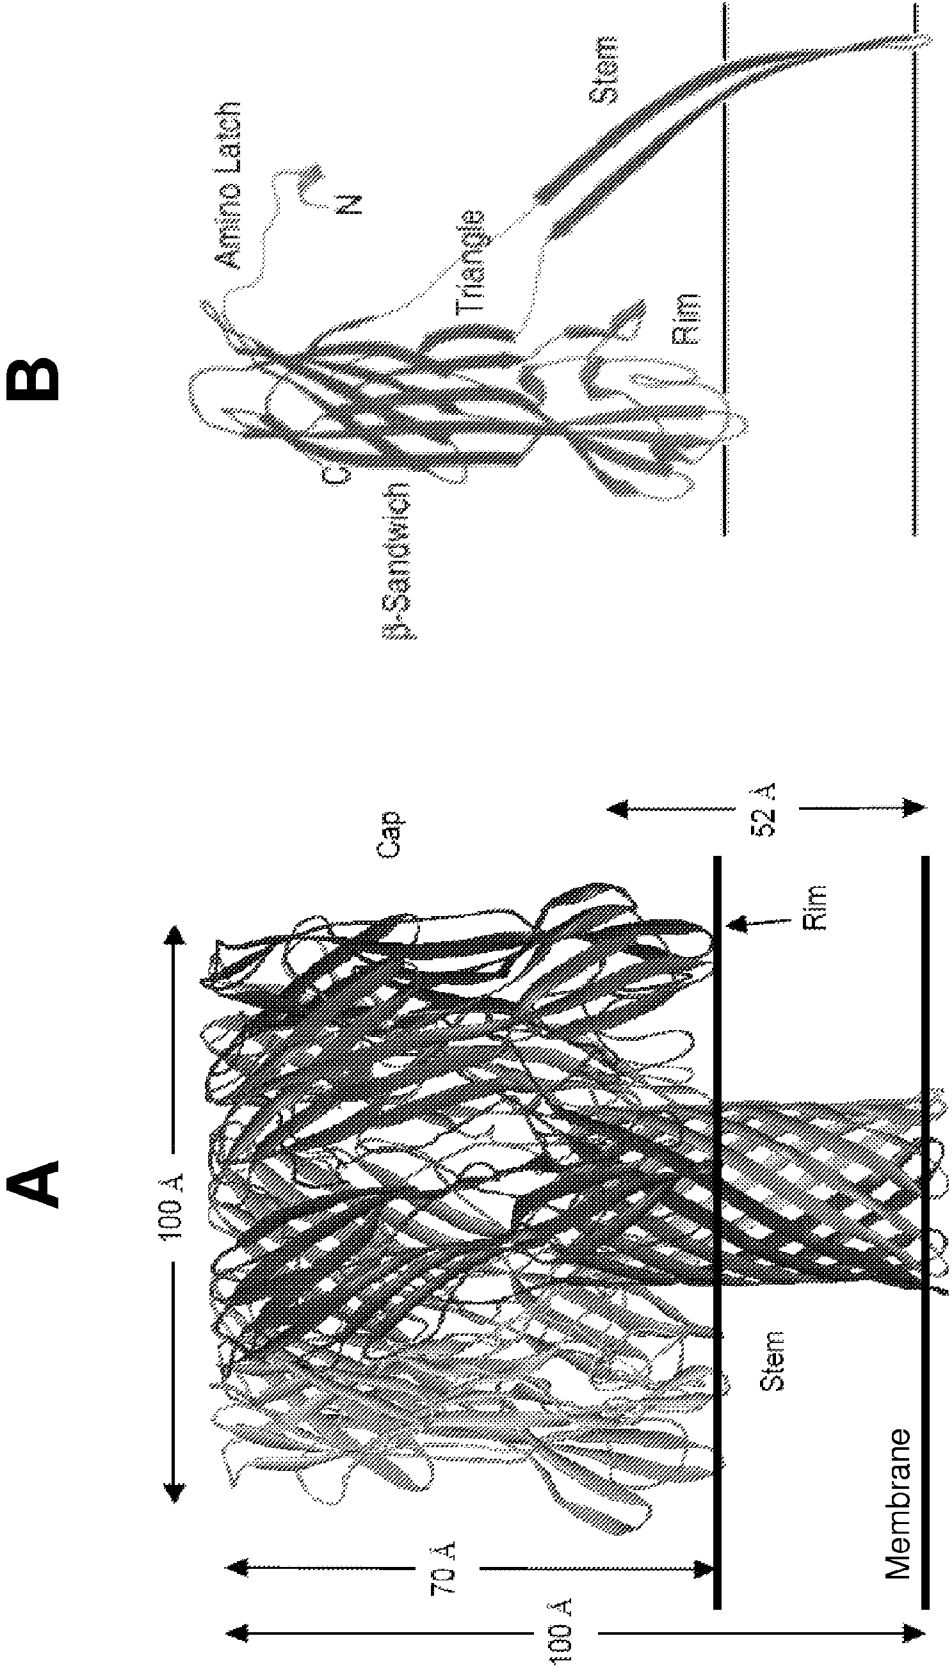 A
100 Å
Cap
70 Å
100 Å
52 Å
Rim
Stem
Membrane
B
Amino Latch
N
C
β-Sandwich
Triangle
Stem
Rim